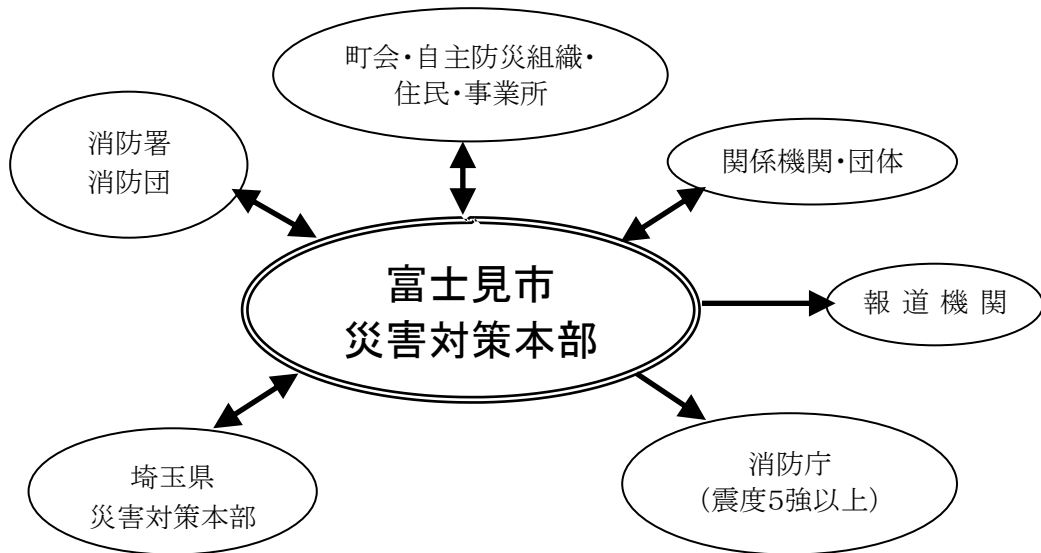 町会・自主防災組織・
住民・事業所
消防署
消防団
関係機関・団体
富士見市
災害対策本部
報道機関
埼玉県
災害対策本部
消防庁
(震度5強以上)